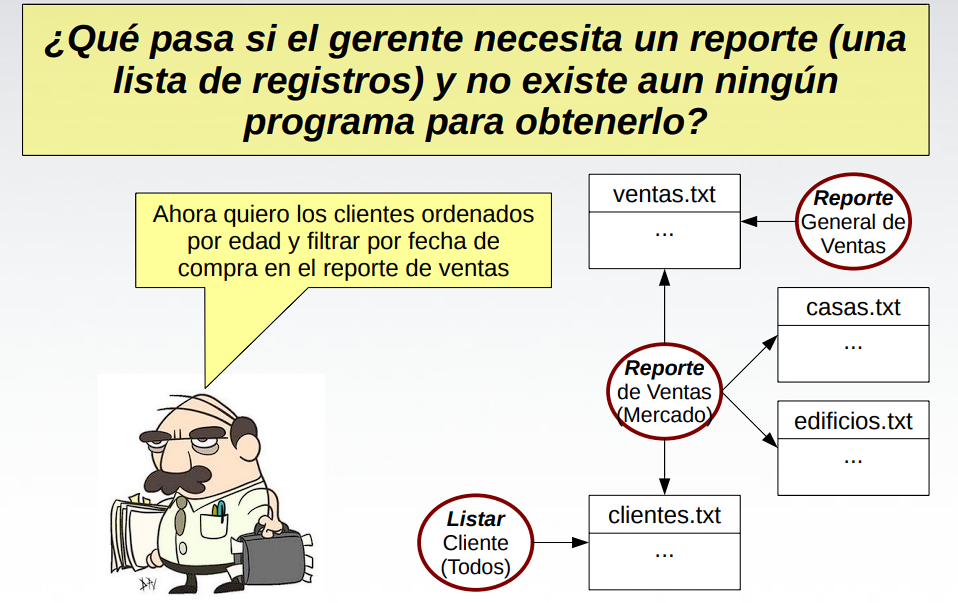 ¿Qué pasa si el gerente necesita un reporte (una
lista de registros) y no existe aun ningún
programa para obtenerlo?
Ahora quiero los clientes ordenados
por edad y filtrar por fecha de
compra en el reporte de ventas
ventas.txt
...
Reporte
General de
Ventas
casas.txt
...
Reporte
de Ventas
(Mercado)
edificios.txt
...
Listar
Cliente
(Todos)
clientes.txt
...